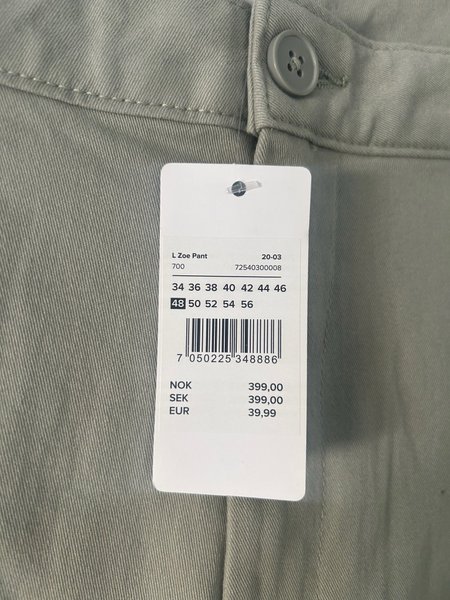 L Zoe Pant 20-03
700 72540300008
34 36 38 40 42 44 46
48 50 52 54 56
7 050225 348886
NOK 399,00
SEK 399,00
EUR 39,99